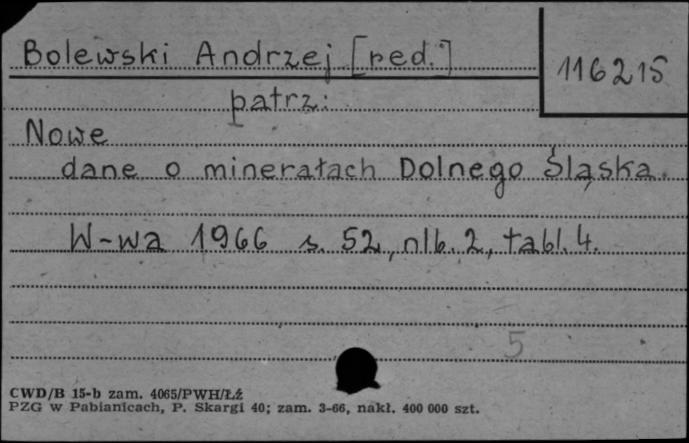 Bolewski Andrzej [red.]
116215
patrz:
Nowe
dane o minerałach Dolnego Śląska.
W-wa 1966 s. 52, nlb. 2, tabl. 4.
5
CWD/B 15-b zam. 4065/PWH/Łź
PZG w Pabianicach, P. Skargi 40; zam. 3-66, nakł. 400 000 szt.